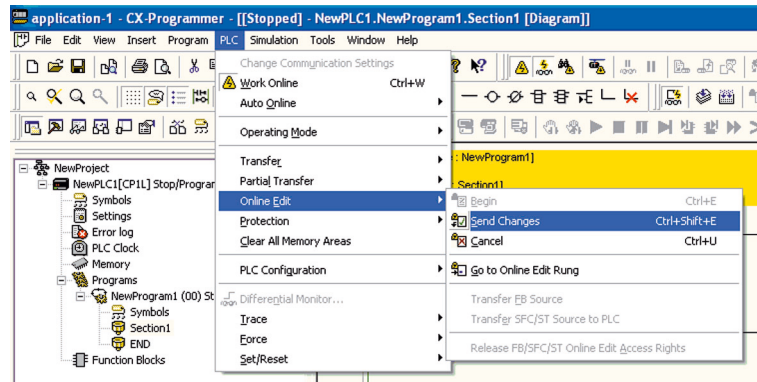 application-1 - CX-Programmer - [[Stopped] - NewPLC1.NewProgram1.Section1 [Diagram]]
File Edit View Insert Program PLC Simulation Tools Window Help
Change Communication Settings
Work Online Ctrl+W
Auto Online
Operating Mode
Transfer
Partial Transfer
Online Edit
Protection
Clear All Memory Areas
PLC Configuration
Differential Monitor...
Trace
Force
Set/Reset
NewProject
NewPLC1[CP1L] Stop/Program
Symbols
Settings
Error log
PLC Clock
Memory
Programs
NewProgram1 (00) St
Symbols
Section1
END
Function Blocks
: NewProgram1]
: Section1]
Begin Ctrl+E
Send Changes Ctrl+Shift+E
Cancel Ctrl+U
Go to Online Edit Rung
Transfer FB Source
Transfer SFC/ST Source to PLC
Release FB/SFC/ST Online Edit Access Rights